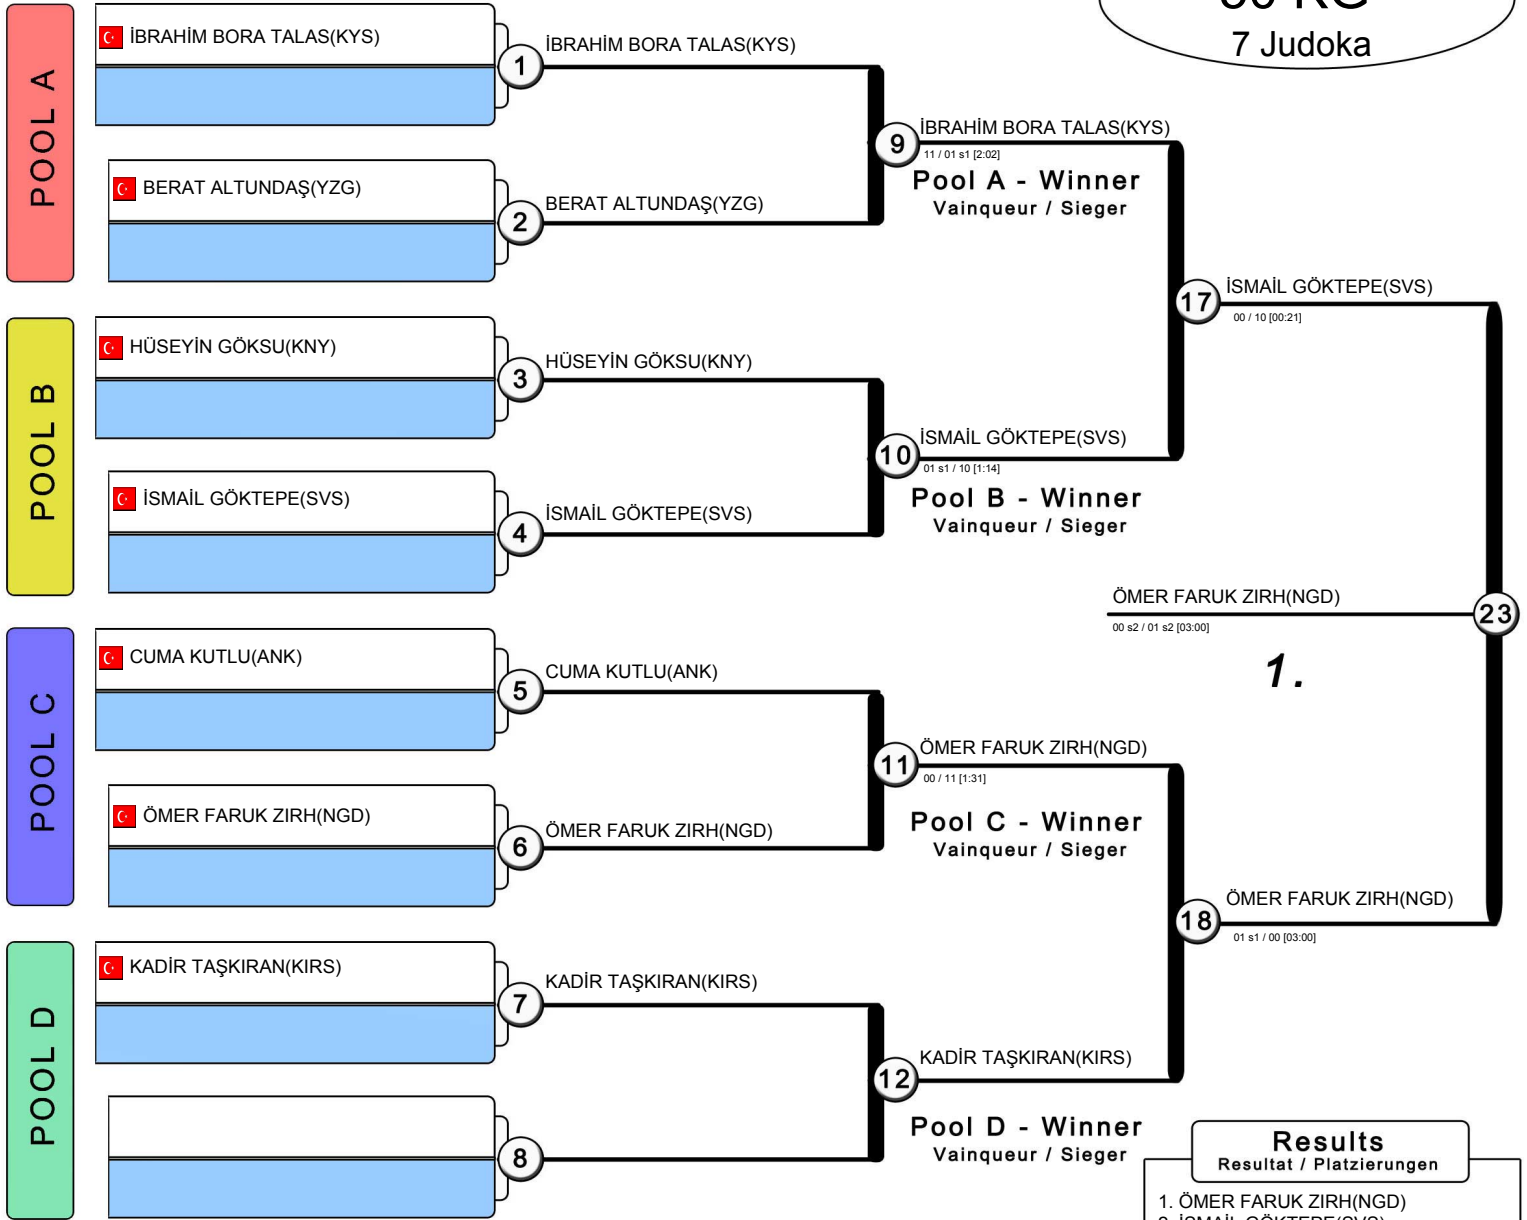 7 Judoka
POOL A
İBRAHİM BORA TALAS(KYS)
1
İBRAHİM BORA TALAS(KYS)
BERAT ALTUNDAŞ(YZG)
2
BERAT ALTUNDAŞ(YZG)
9
İBRAHİM BORA TALAS(KYS)
11 / 01 s1 [2:02]
Pool A - Winner
Vainqueur / Sieger
POOL B
HÜSEYİN GÖKSU(KNY)
3
HÜSEYİN GÖKSU(KNY)
İSMAİL GÖKTEPE(SVS)
4
İSMAİL GÖKTEPE(SVS)
10
İSMAİL GÖKTEPE(SVS)
01 s1 / 10 [1:14]
Pool B - Winner
Vainqueur / Sieger
17
İSMAİL GÖKTEPE(SVS)
00 / 10 [00:21]
ÖMER FARUK ZIRH(NGD)
23
00 s2 / 01 s2 [03:00]
1.
POOL C
CUMA KUTLU(ANK)
5
CUMA KUTLU(ANK)
ÖMER FARUK ZIRH(NGD)
6
ÖMER FARUK ZIRH(NGD)
11
ÖMER FARUK ZIRH(NGD)
00 / 11 [1:31]
Pool C - Winner
Vainqueur / Sieger
18
ÖMER FARUK ZIRH(NGD)
01 s1 / 00 [03:00]
POOL D
KADİR TAŞKIRAN(KIRS)
7
KADİR TAŞKIRAN(KIRS)
8
12
KADİR TAŞKIRAN(KIRS)
Pool D - Winner
Vainqueur / Sieger
Results
Resultat / Platzierungen
1. ÖMER FARUK ZIRH(NGD)
2. İSMAİL GÖKTEPE(SVS)